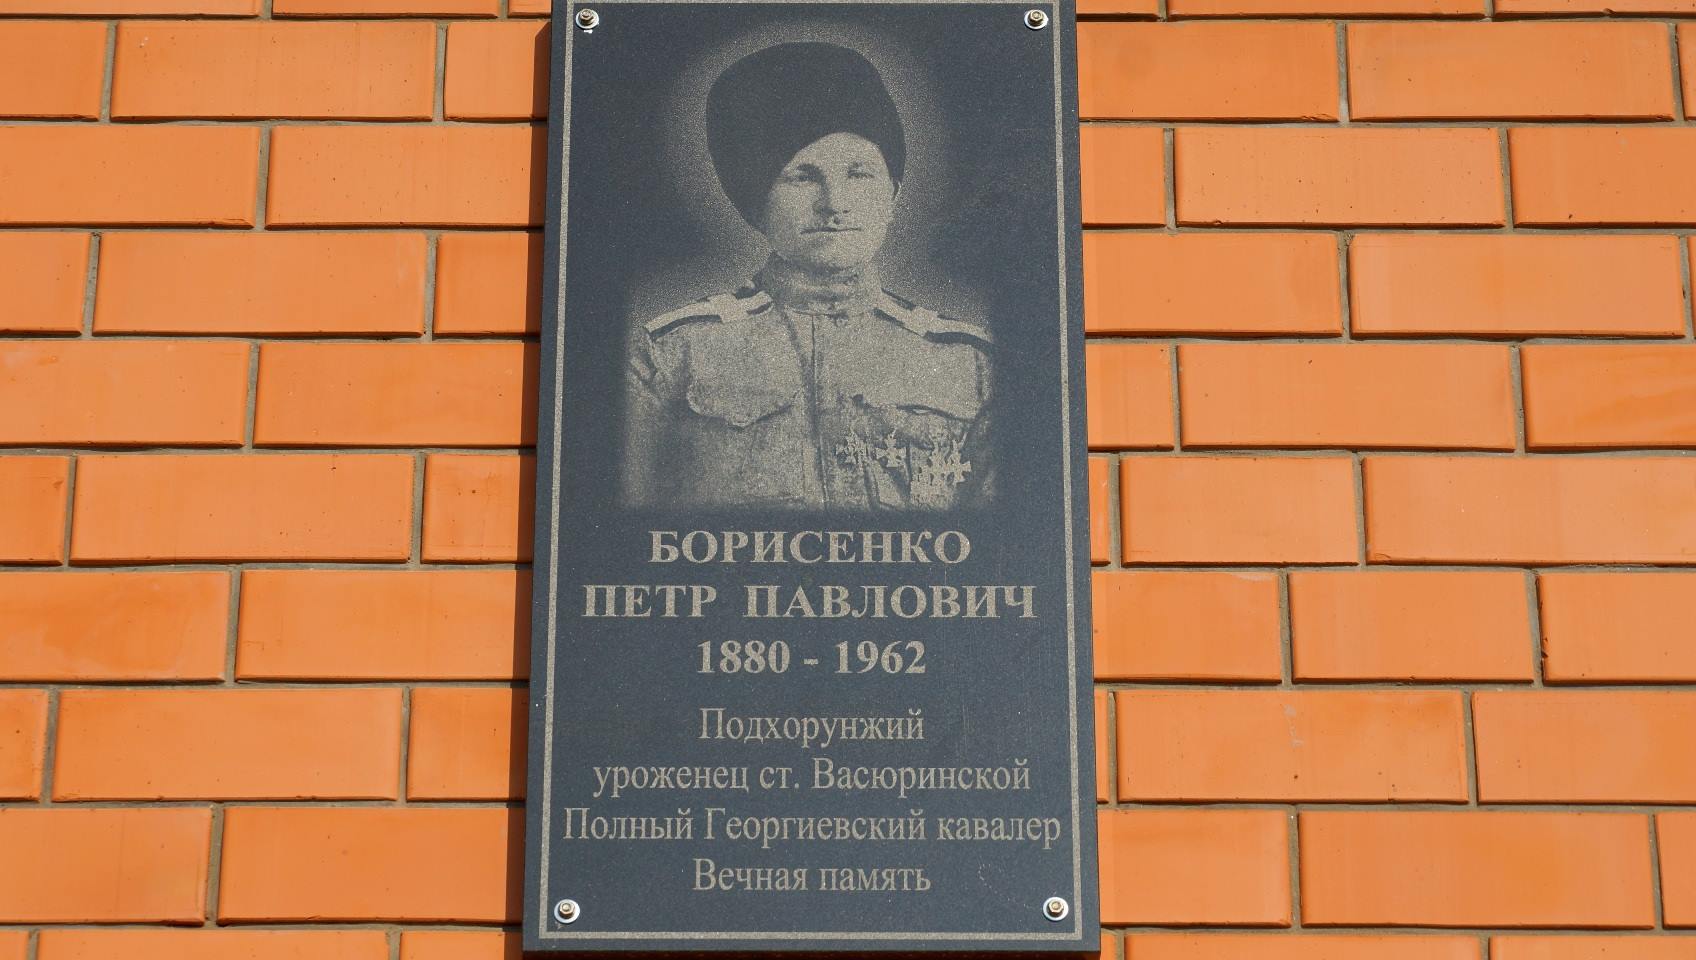 БОРИСЕНКО
ПЕТР ПАВЛОВИЧ
1880 - 1962
Подхорунжий
уроженец ст. Васюринской
Полный Георгиевский кавалер
Вечная память